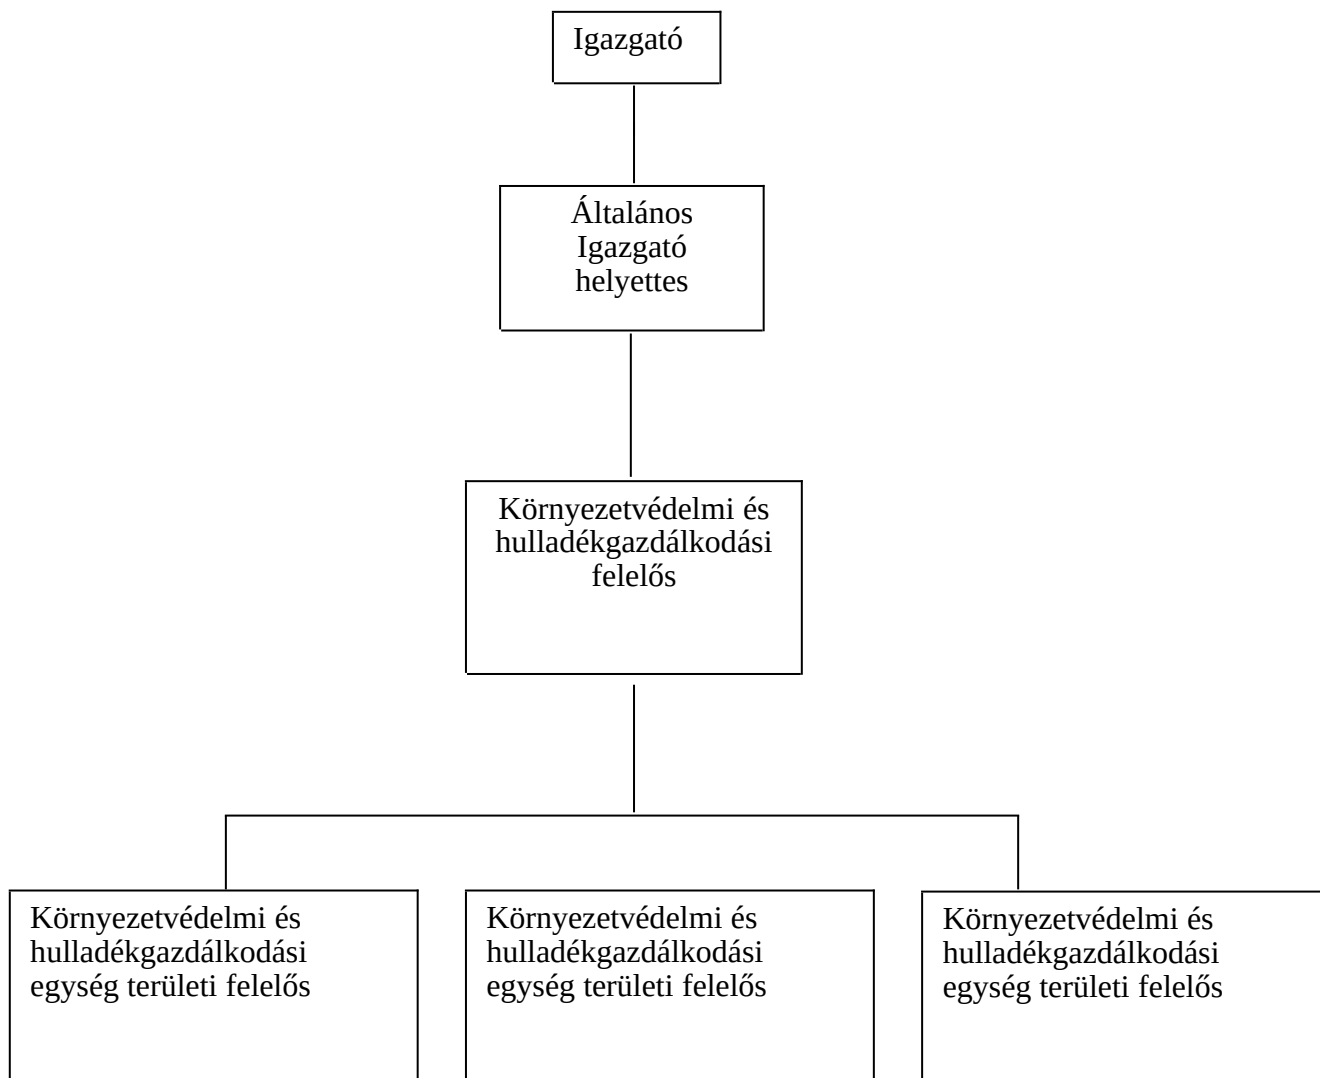 Igazgató
Általános
Igazgató
helyettes
Környezetvédelmi és
hulladékgazdálkodási
felelős
Környezetvédelmi és
hulladékgazdálkodási
egység területi felelős
Környezetvédelmi és
hulladékgazdálkodási
egység területi felelős
Környezetvédelmi és
hulladékgazdálkodási
egység területi felelős